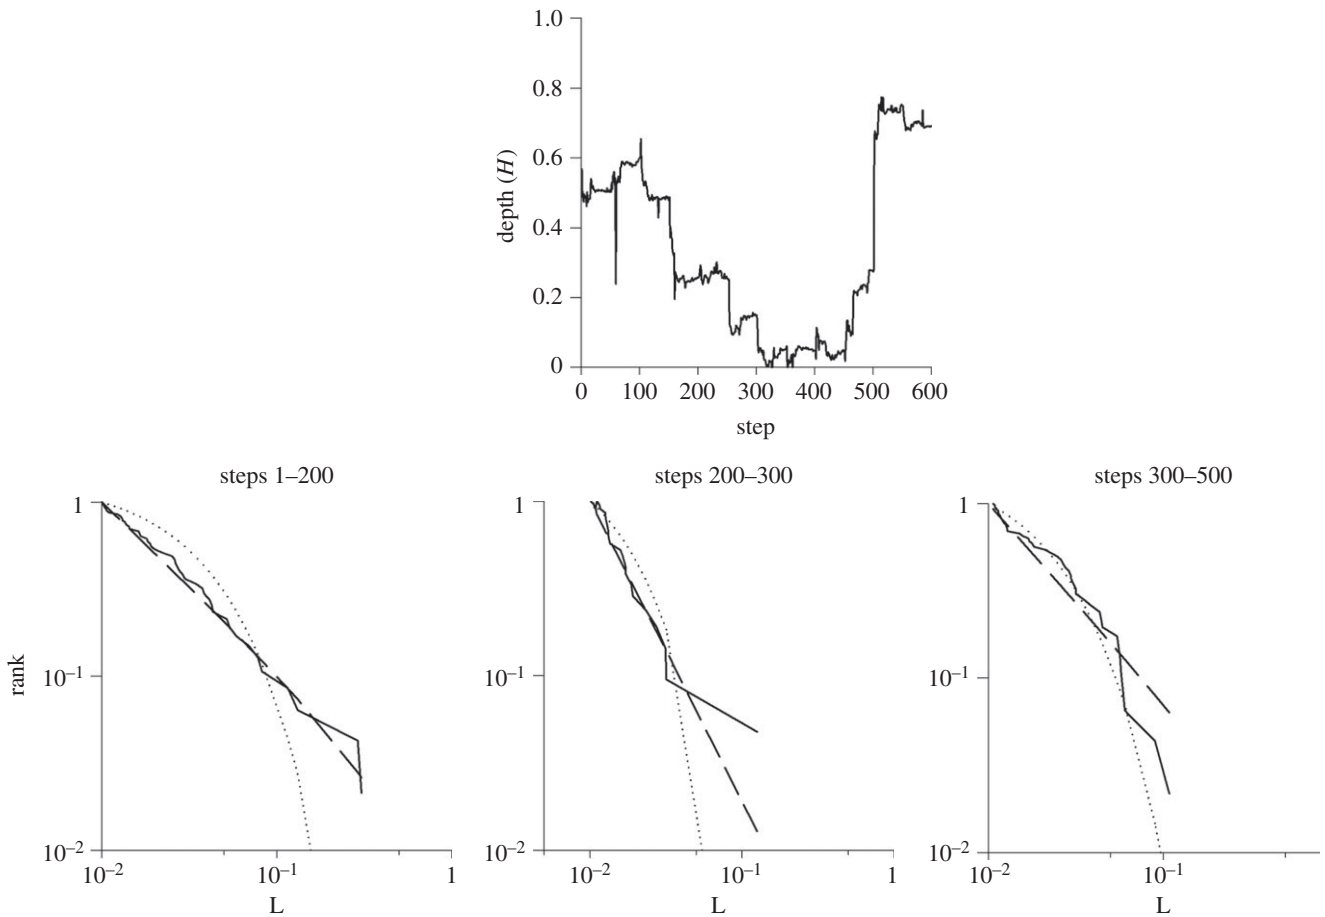 1.0
0.8
0.6
0.4
0.2
0
depth (H)
0 100 200 300 400 500 600
step
steps 1–200
1
10⁻¹
10⁻²
rank
10⁻² 10⁻¹ 1
L
steps 200–300
1
10⁻¹
10⁻²
10⁻² 10⁻¹ 1
L
steps 300–500
1
10⁻¹
10⁻²
10⁻² 10⁻¹
L